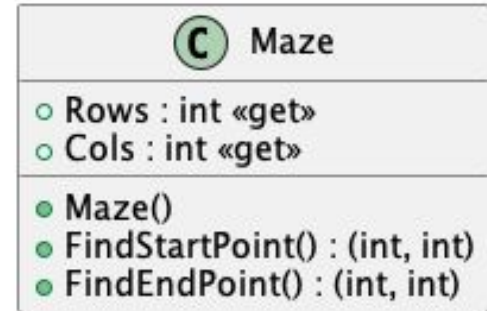 C Maze
Rows : int «get»
Cols : int «get»
Maze()
FindStartPoint() : (int, int)
FindEndPoint() : (int, int)